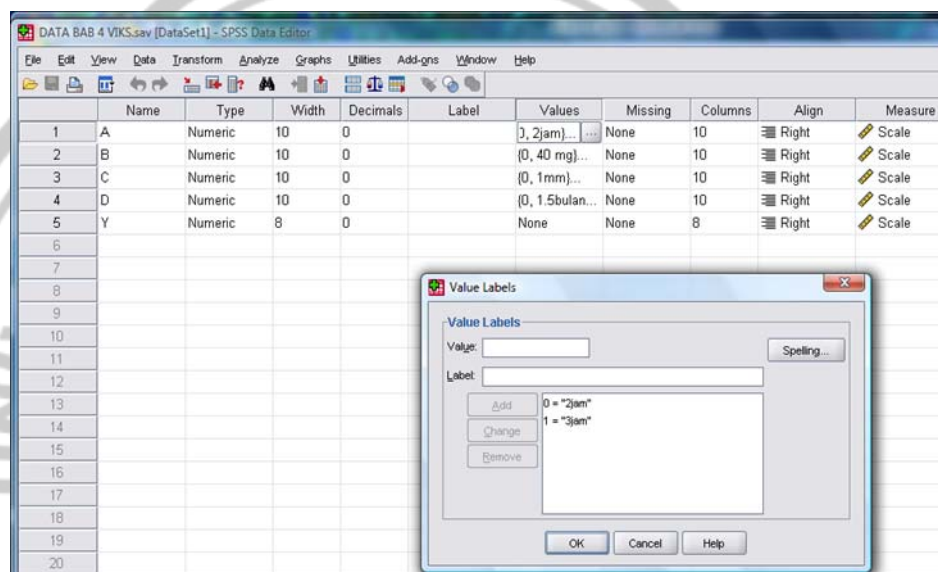 DATA BAB 4 VIKS.sav [DataSet1] - SPSS Data Editor
File Edit View Data Transform Analyze Graphs Utilities Add-ons Window Help
Name Type Width Decimals Label Values Missing Columns Align Measure
1 A Numeric 10 0 0, 2jam}... ... None 10 Right Scale
2 B Numeric 10 0 {0, 40 mg}... None 10 Right Scale
3 C Numeric 10 0 {0, 1mm}... None 10 Right Scale
4 D Numeric 10 0 {0, 1.5bulan... None 10 Right Scale
5 Y Numeric 8 0 None None 8 Right Scale
6
7
8
9
10
11
12
13
14
15
16
17
18
19
20
Value Labels
Value Labels
Value:
Spelling...
Label:
Add
Change
Remove
0 = "2jam"
1 = "3jam"
OK Cancel Help